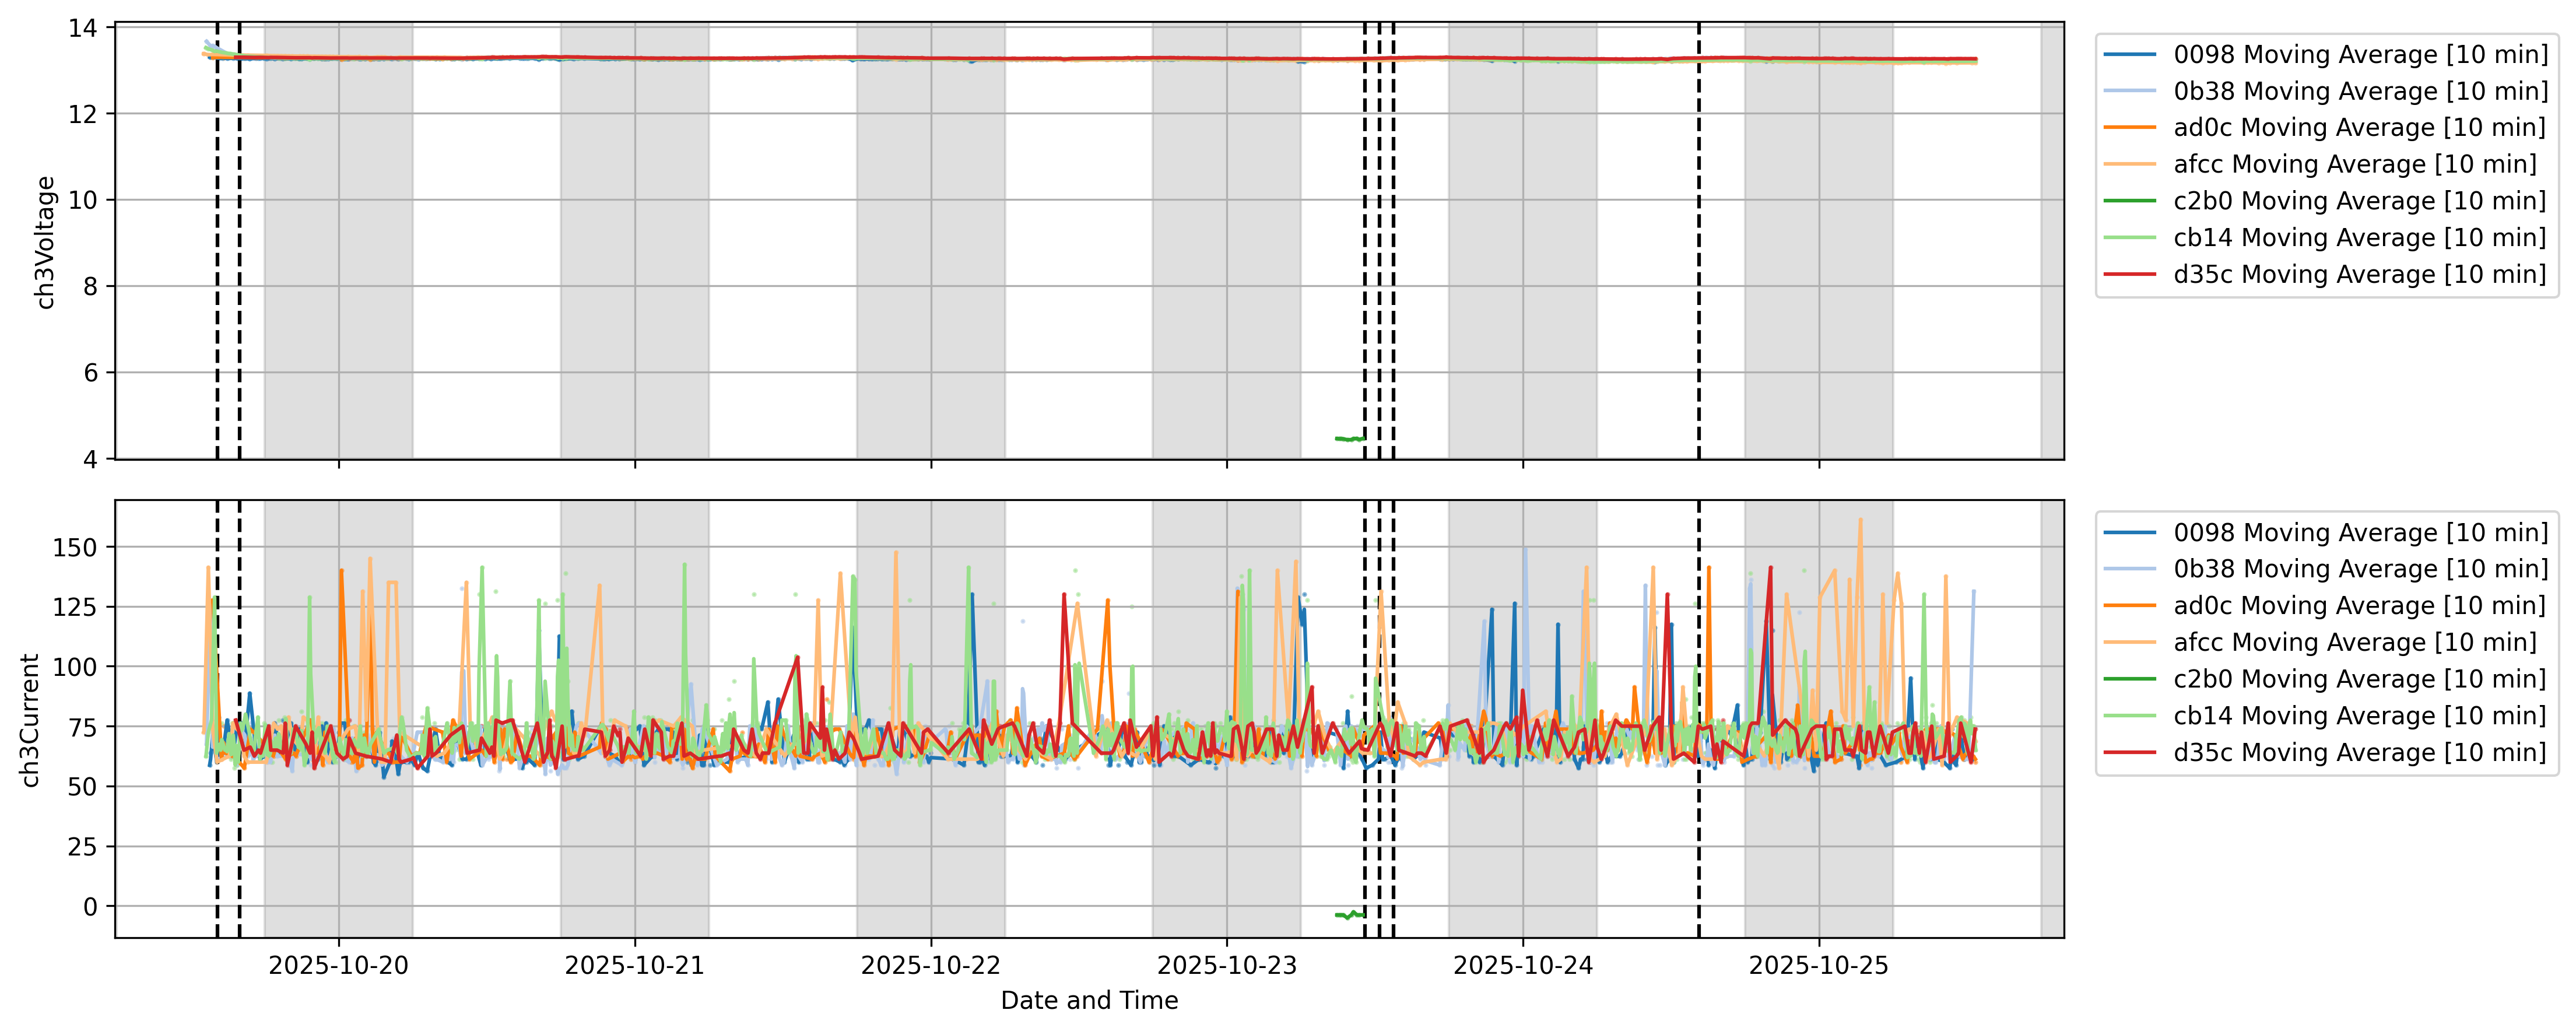 14
12
10
8
6
4
ch3Voltage
0098 Moving Average [10 min]
0b38 Moving Average [10 min]
ad0c Moving Average [10 min]
afcc Moving Average [10 min]
c2b0 Moving Average [10 min]
cb14 Moving Average [10 min]
d35c Moving Average [10 min]
150
125
100
75
50
25
0
ch3Current
0098 Moving Average [10 min]
0b38 Moving Average [10 min]
ad0c Moving Average [10 min]
afcc Moving Average [10 min]
c2b0 Moving Average [10 min]
cb14 Moving Average [10 min]
d35c Moving Average [10 min]
2025-10-20 2025-10-21 2025-10-22 2025-10-23 2025-10-24 2025-10-25
Date and Time